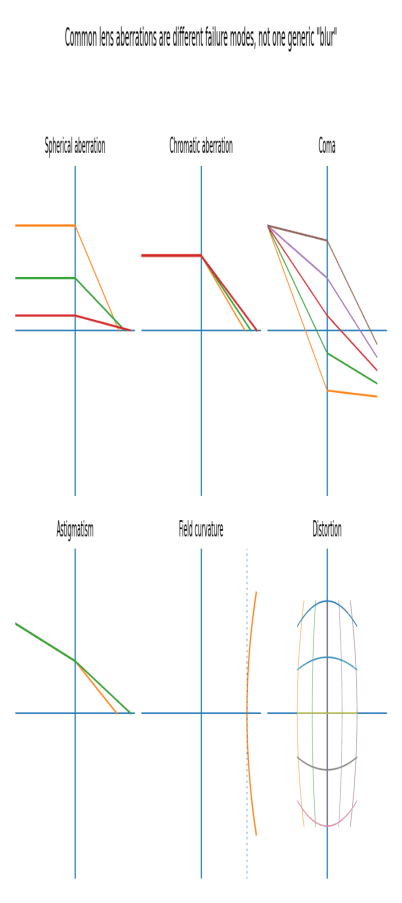 Common lens aberrations are different failure modes, not one generic "blur"
Spherical aberration
Chromatic aberration
Coma
Astigmatism
Field curvature
Distortion